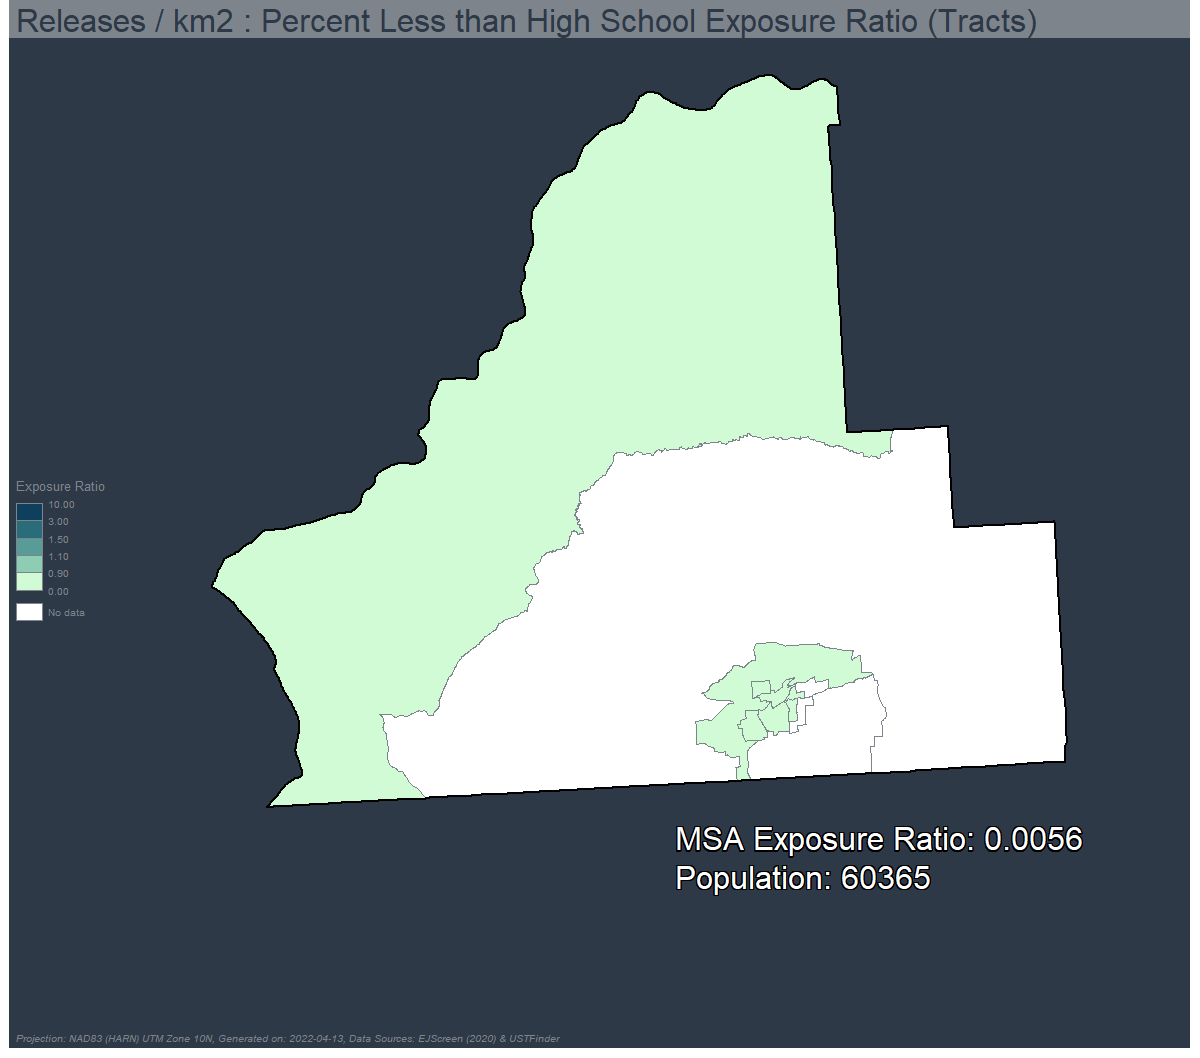 Releases / km2 : Percent Less than High School Exposure Ratio (Tracts)
Exposure Ratio
10.00
3.00
1.50
1.10
0.90
0.00
No data
MSA Exposure Ratio: 0.0056
Population: 60365
Projection: NAD83 (HARN) UTM Zone 10N, Generated on: 2022-04-13, Data Sources: EJScreen (2020) & USTFinder